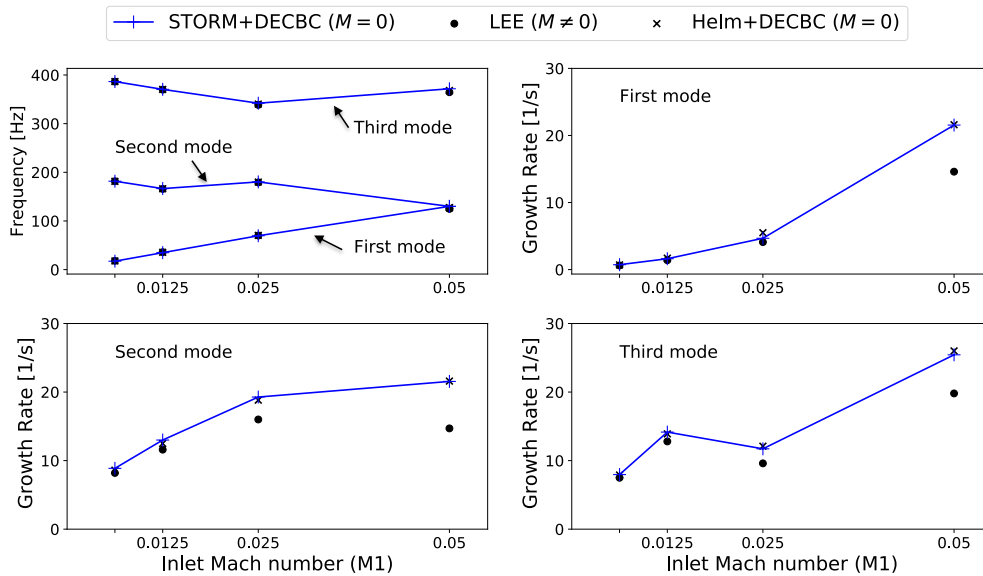 STORM+DECBC (M = 0) LEE (M ≠ 0) Helm+DECBC (M = 0)
400
300
200
100
0
Frequency [Hz]
Third mode
Second mode
First mode
0.0125 0.025 0.05
30
20
10
0
Growth Rate [1/s]
First mode
0.0125 0.025 0.05
30
20
10
0
Growth Rate [1/s]
Second mode
0.0125 0.025 0.05
Inlet Mach number (M1)
30
20
10
0
Growth Rate [1/s]
Third mode
0.0125 0.025 0.05
Inlet Mach number (M1)